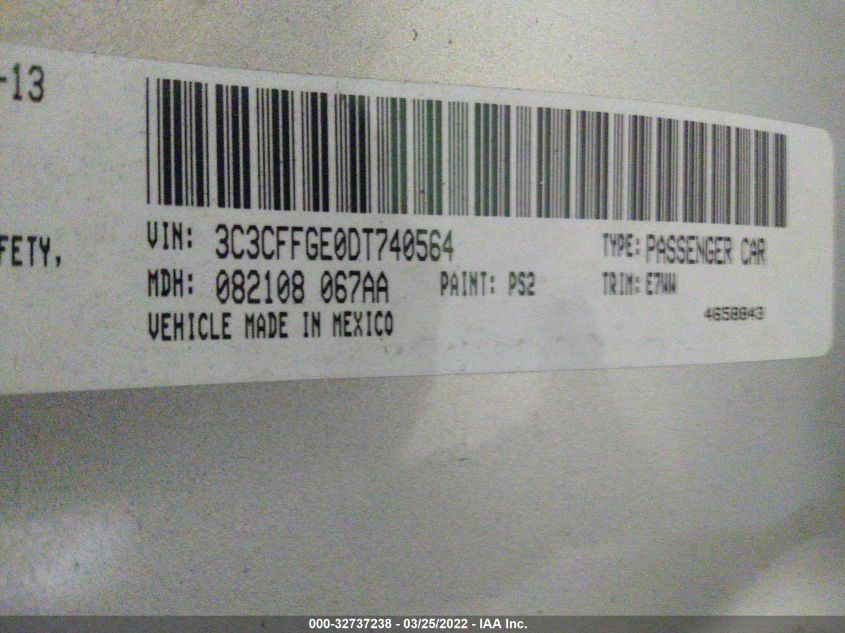 -13
FETY,
VIN: 3C3CFFGE0DT740564 TYPE: PASSENGER CAR
MDH: 082108 067AA PAINT: PS2 TRIM: E7WW
VEHICLE MADE IN MEXICO 4658843
000-32737238 - 03/25/2022 - IAA Inc.